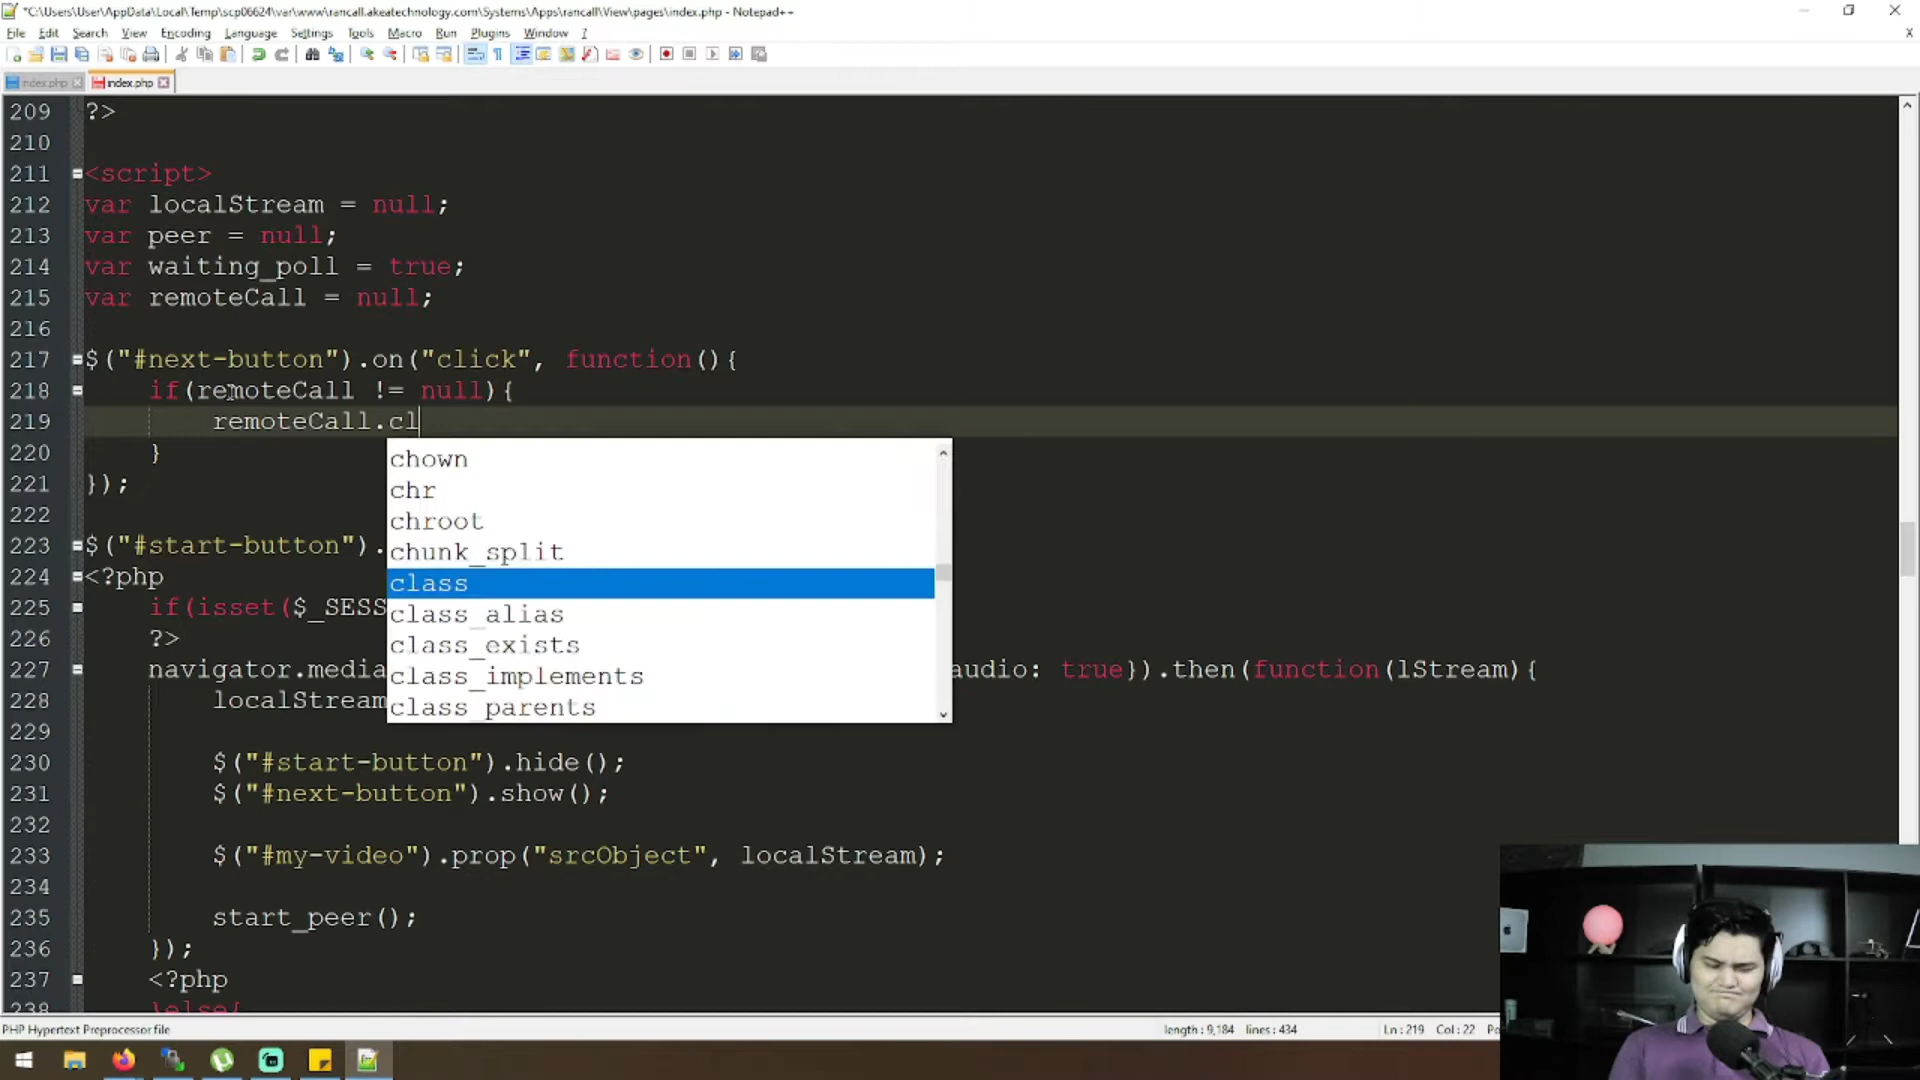 *C:\Users\User\AppData\Local\Temp\scp06624\var\www\rancall.akeatechnology.com\Systems\Apps\rancall\View\pages\index.php - Notepad++
File Edit Search View Encoding Language Settings Tools Macro Run Plugins Window ?
X
index.php index.php
209 ?>
210
211 <script>
212 var localStream = null;
213 var peer = null;
214 var waiting_poll = true;
215 var remoteCall = null;
216
217 $("#next-button").on("click", function(){
218 if(remoteCall != null){
219 remoteCall.cl
220 }
221 });
222
223 $("#start-button").
224 <?php
225 if(isset($_SESS
226 ?>
227 navigator.media audio: true}).then(function(lStream){
228 localStream
229
230 $("#start-button").hide();
231 $("#next-button").show();
232
233 $("#my-video").prop("srcObject", localStream);
234
235 start_peer();
236 });
237 <?php
238 }else{
chown
chr
chroot
chunk_split
class
class_alias
class_exists
class_implements
class_parents
PHP Hypertext Preprocessor file length : 9,184 lines : 434 Ln : 219 Col : 22 Po